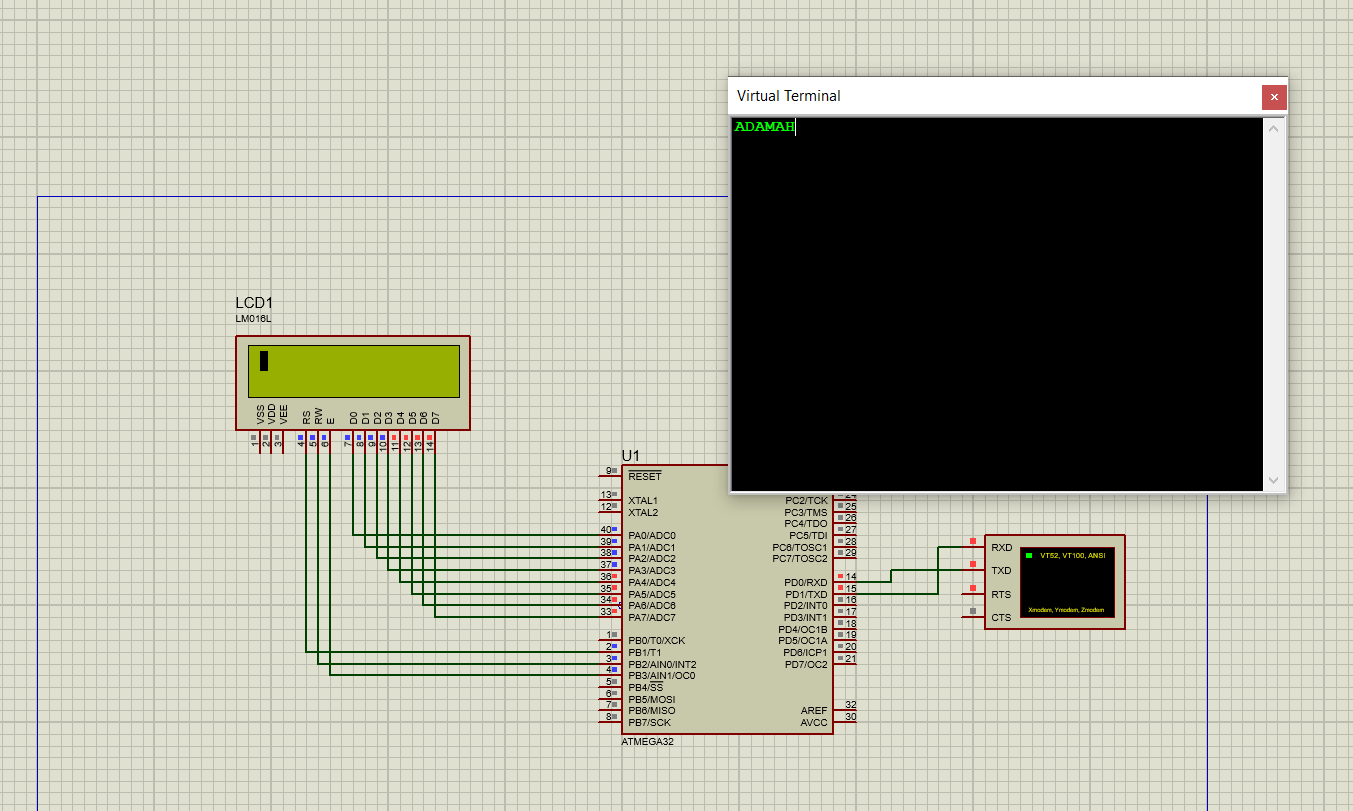 Virtual Terminal
×
ADAMAH
LCD1
LM016L
VSS
VDD
VEE
RS
RW
E
D0
D1
D2
D3
D4
D5
D6
D7
1
2
3
4
5
6
7
8
9
10
11
12
13
14
U1
9
RESET
13
XTAL1
12
XTAL2
40
PA0/ADC0
39
PA1/ADC1
38
PA2/ADC2
37
PA3/ADC3
36
PA4/ADC4
35
PA5/ADC5
34
PA6/ADC6
33
PA7/ADC7
1
PB0/T0/XCK
2
PB1/T1
3
PB2/AIN0/INT2
4
PB3/AIN1/OC0
5
PB4/SS
6
PB5/MOSI
7
PB6/MISO
8
PB7/SCK
PC2/TCK
24
PC3/TMS
25
PC4/TDO
26
PC5/TDI
27
PC6/TOSC1
28
PC7/TOSC2
29
PD0/RXD
14
PD1/TXD
15
PD2/INT0
16
PD3/INT1
17
PD4/OC1B
18
PD5/OC1A
19
PD6/ICP1
20
PD7/OC2
21
AREF
32
AVCC
30
ATMEGA32
RXD
TXD
RTS
CTS
VT52, VT100, ANSI
Xmodem, Ymodem, Zmodem